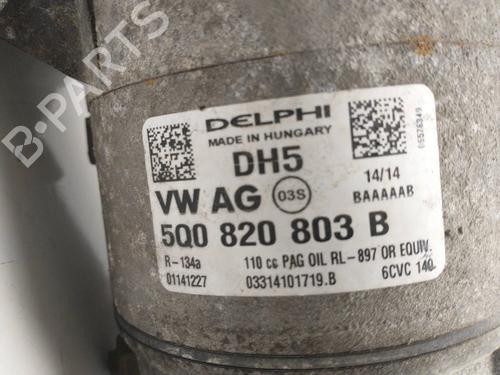 B-PARTS
DELPHI
MADE IN HUNGARY
DH5
14/14
VW AG 03S BAAAAAB
5Q0 820 803 B
R-134a 110 cc PAG OIL RL-897 OR EQUIV.
01141227 03314101719.B 6CVC 140